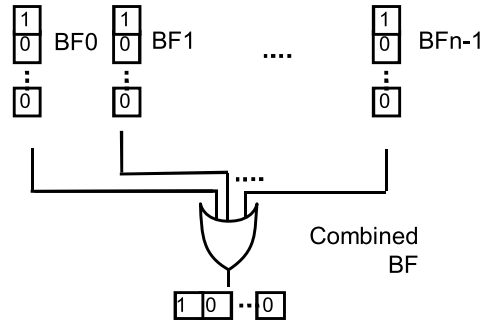 1 1 1
0 BF0 0 BF1 .... 0 BFn-1
0 0 0
....
Combined
BF
1 0 ... 0